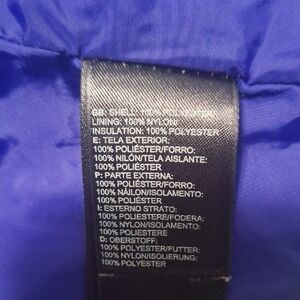 GB: SHELL: 100% POLYESTER
LINING: 100% NYLON/
INSULATION: 100% POLYESTER
E: TELA EXTERIOR:
100% POLIÉSTER/FORRO:
100% NILÓN/TELA AISLANTE:
100% POLIÉSTER
P: PARTE EXTERNA:
100% POLIÉSTER/FORRO:
100% NÁILON/ISOLAMENTO:
100% POLIÉSTER
I: ESTERNO STRATO:
100% POLIESTERE/FODERA:
100% NYLON/ISOLAMENTO:
100% POLIESTERE
D: OBERSTOFF:
100% POLYESTER/FUTTER:
100% NYLON/ISOLIERUNG:
100% POLYESTER